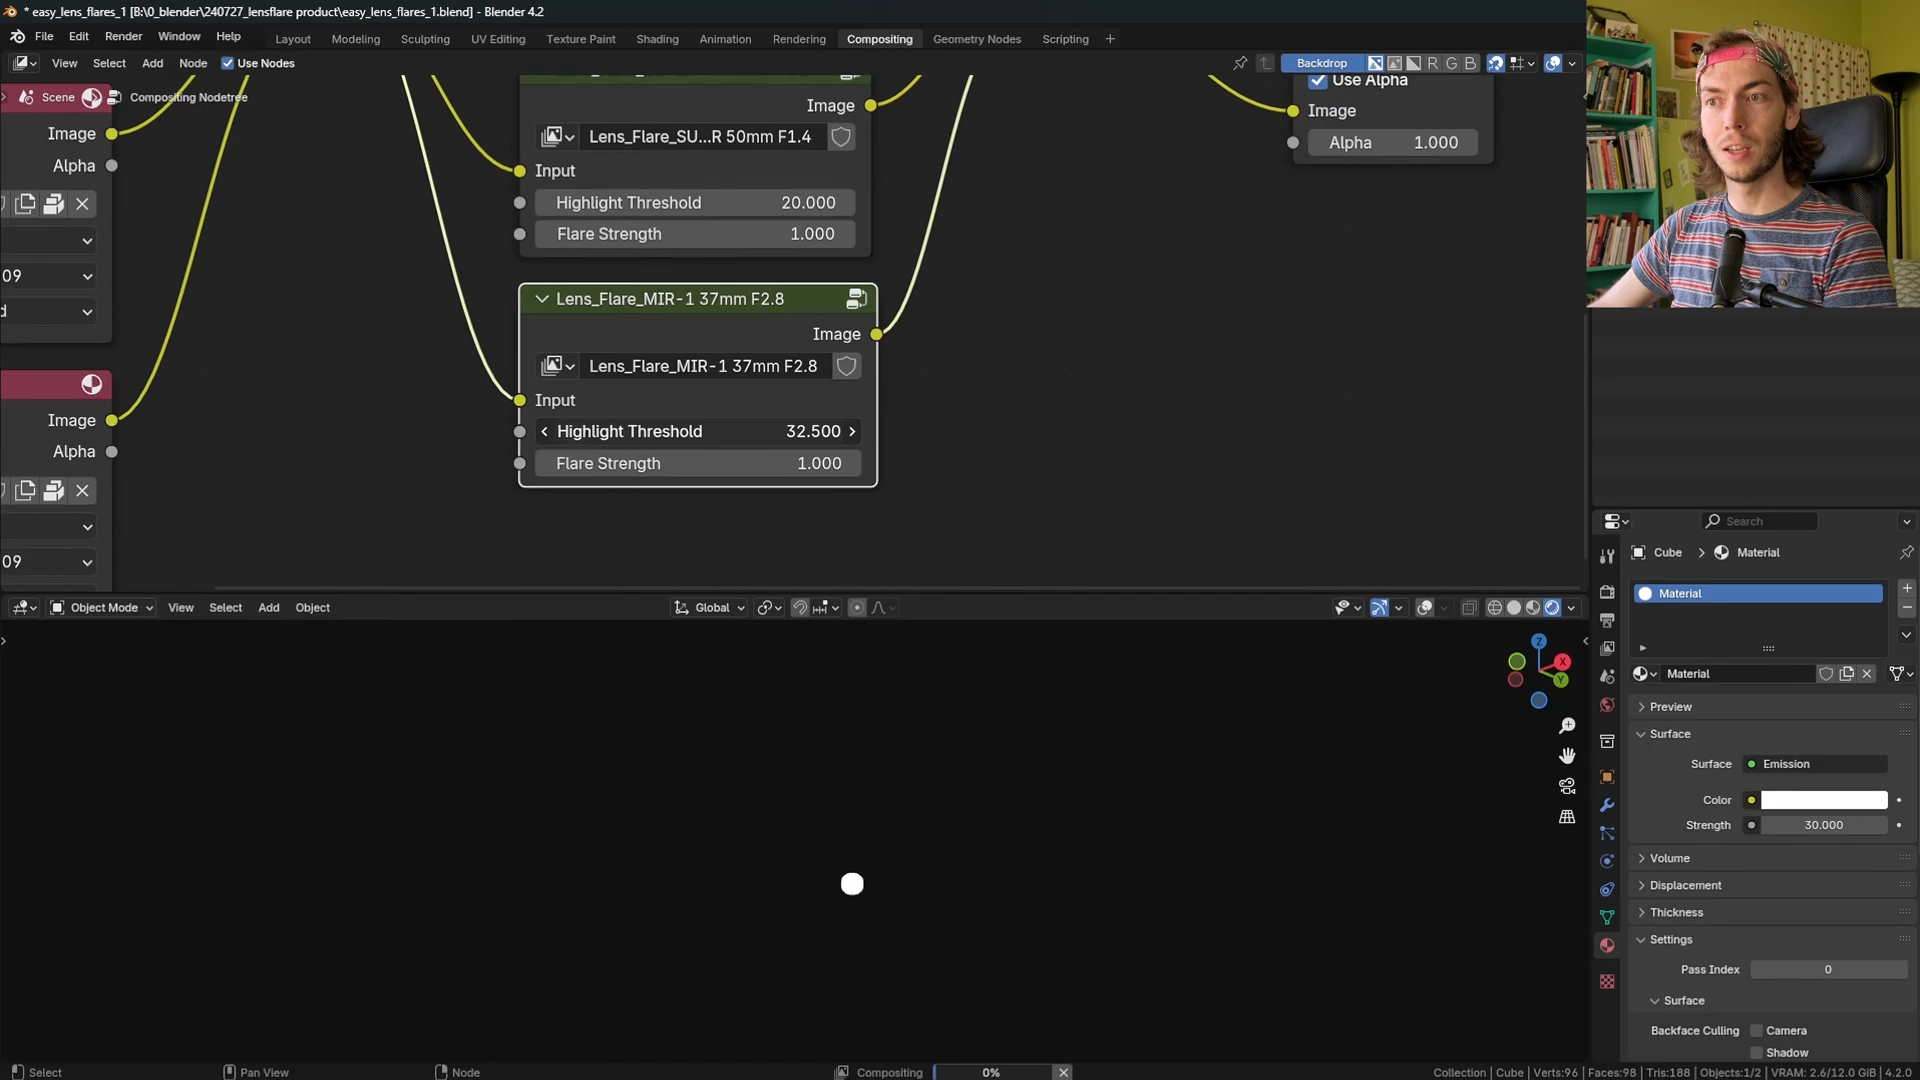 * easy_lens_flares_1 [B:\0_blender\240727_lensflare product\easy_lens_flares_1.blend] - Blender 4.2
File Edit Render Window Help Layout Modeling Sculpting UV Editing Texture Paint Shading Animation Rendering Compositing Geometry Nodes Scripting +
View Select Add Node Use Nodes Backdrop R G B
Scene Compositing Nodetree
Use Alpha
Image
Image
Image
Alpha
Lens_Flare_SU...R 50mm F1.4
Alpha 1.000
Input
Highlight Threshold 20.000
Flare Strength 1.000
09
d
Lens_Flare_MIR-1 37mm F2.8
Image
Lens_Flare_MIR-1 37mm F2.8
Input
Highlight Threshold 32.500
Flare Strength 1.000
Image
Alpha
09
Search
Cube Material
Material
Object Mode View Select Add Object Global
Z
X
Y
Material
Preview
Surface
Surface Emission
Color
Strength 30.000
Volume
Displacement
Thickness
Settings
Pass Index 0
Surface
Backface Culling Camera
Shadow
Select Pan View Node Compositing 0% Collection | Cube | Verts:96 | Faces:98 | Tris:188 | Objects:1/2 | VRAM: 2.6/12.0 GiB | 4.2.0